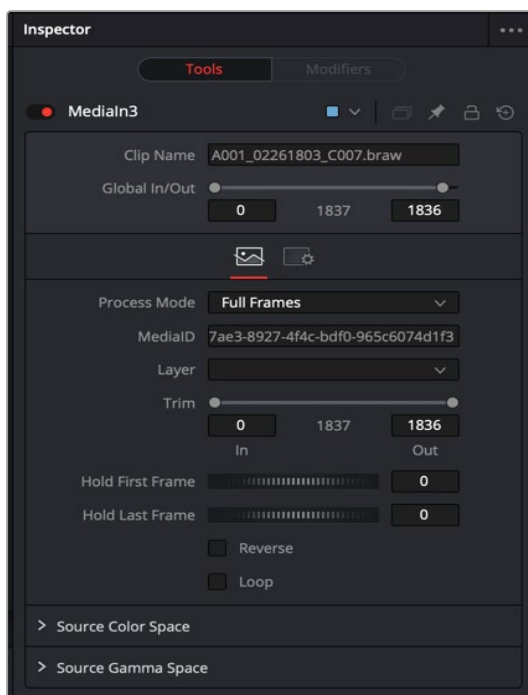 Inspector
Tools Modifiers
MediaIn3
Clip Name A001_02261803_C007.braw
Global In/Out
0 1837 1836
Process Mode Full Frames
MediaID 7ae3-8927-4f4c-bdf0-965c6074d1f3
Layer
Trim
0 1837 1836
In Out
Hold First Frame 0
Hold Last Frame 0
Reverse
Loop
Source Color Space
Source Gamma Space